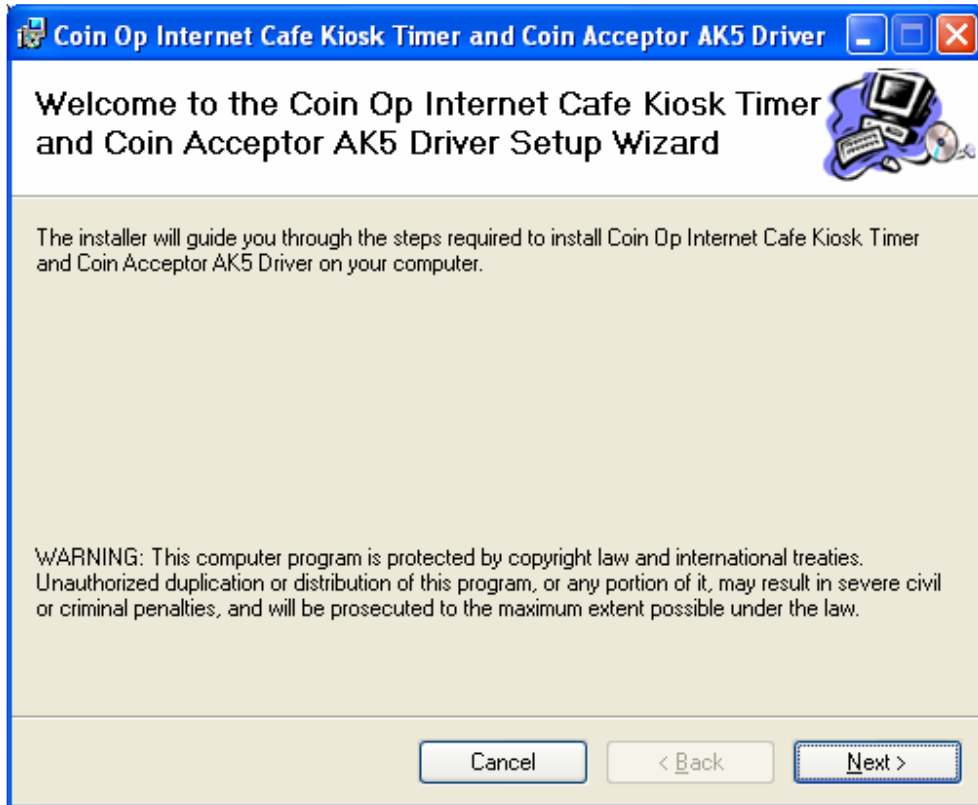 Coin Op Internet Cafe Kiosk Timer and Coin Acceptor AK5 Driver
Welcome to the Coin Op Internet Cafe Kiosk Timer
and Coin Acceptor AK5 Driver Setup Wizard
The installer will guide you through the steps required to install Coin Op Internet Cafe Kiosk Timer
and Coin Acceptor AK5 Driver on your computer.
WARNING: This computer program is protected by copyright law and international treaties.
Unauthorized duplication or distribution of this program, or any portion of it, may result in severe civil
or criminal penalties, and will be prosecuted to the maximum extent possible under the law.
Cancel < Back Next >